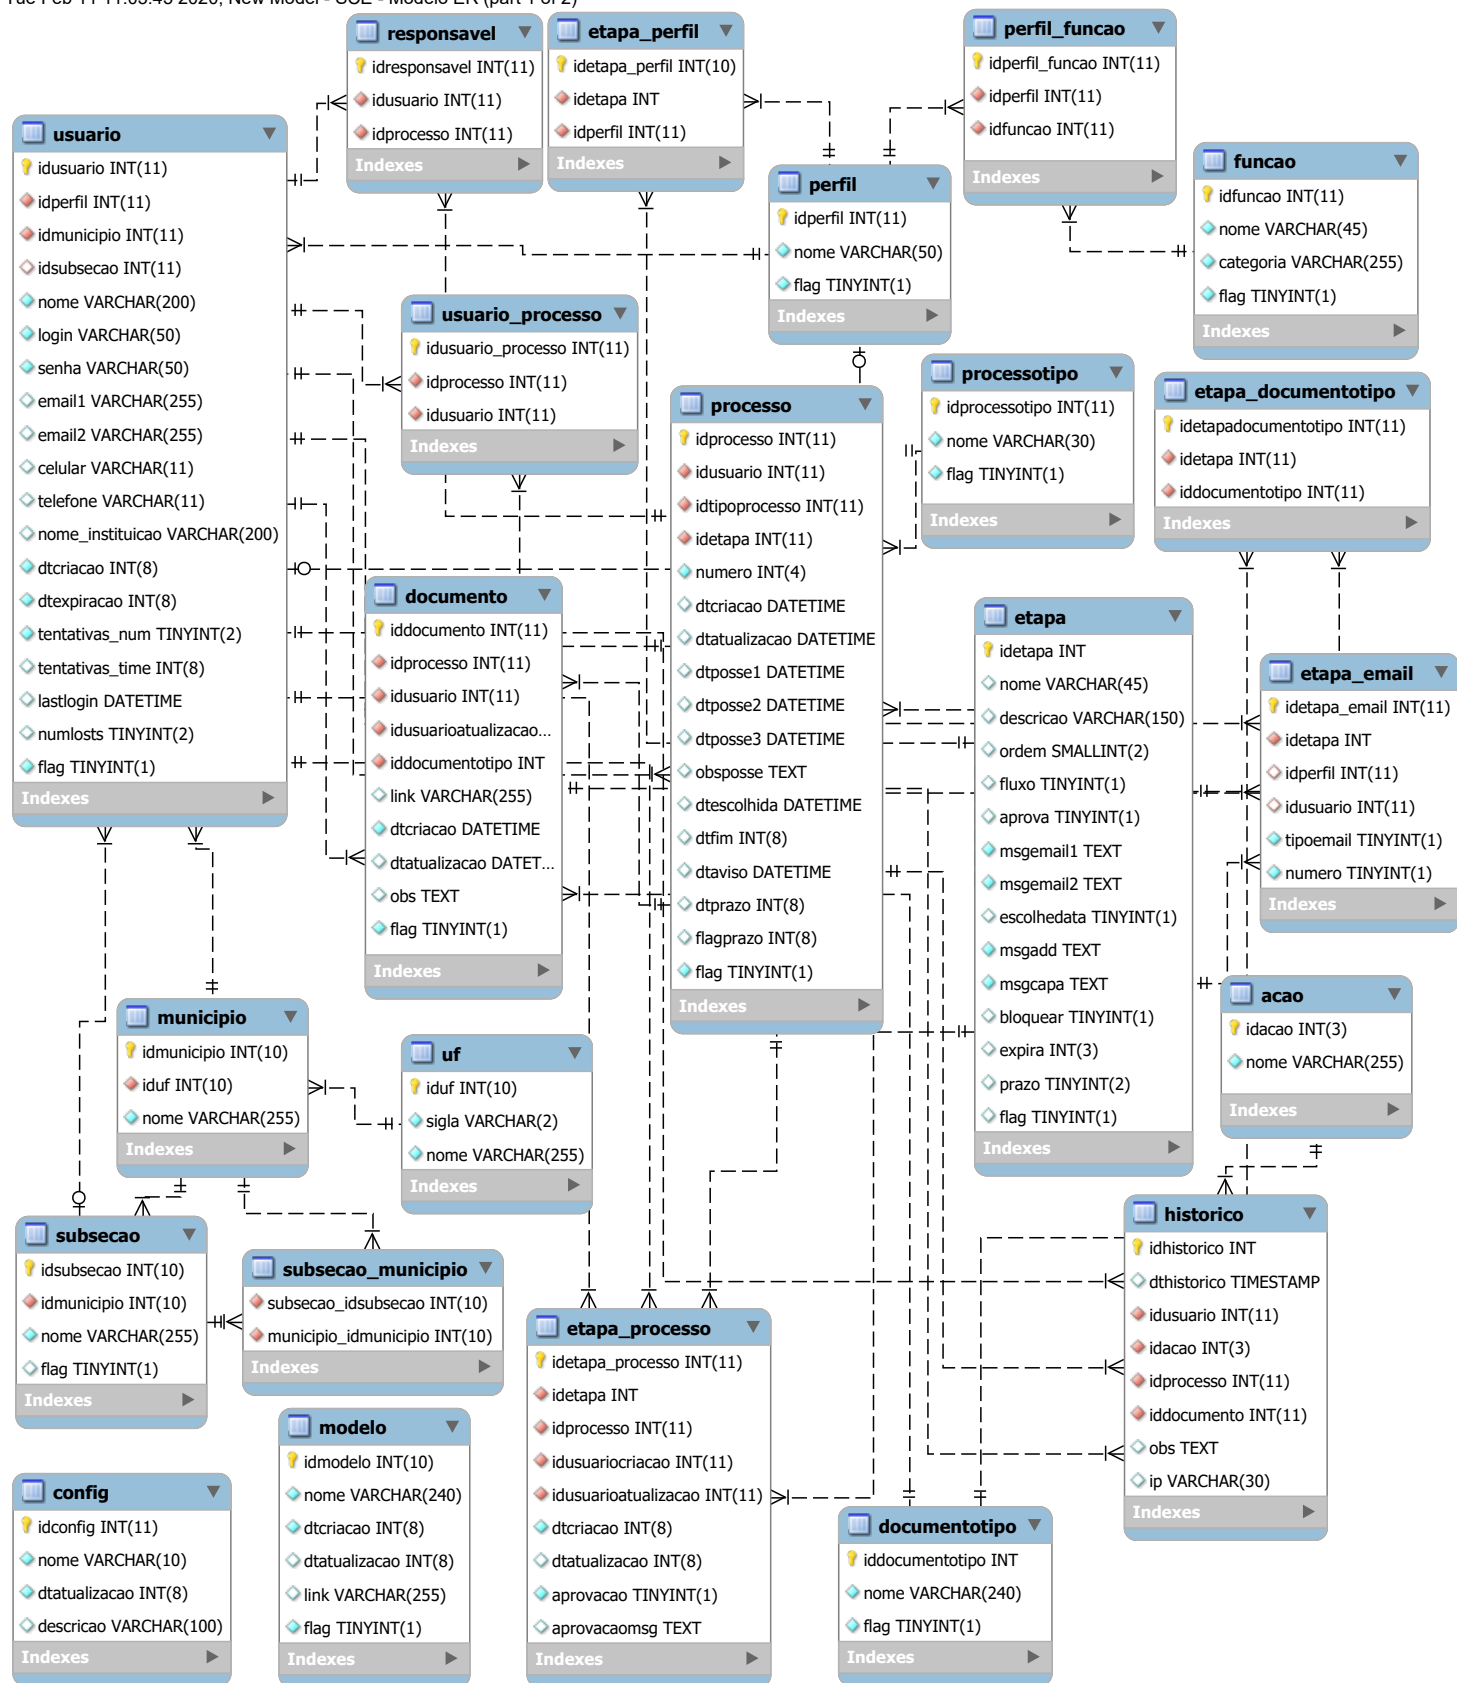 Tue Feb 11 11:03:43 2020, New Model - SCE - Modelo ER (part 1 of 2)
responsavel
idresponsavel INT(11)
idusuario INT(11)
idprocesso INT(11)
Indexes
etapa_perfil
idetapa_perfil INT(10)
idetapa INT
idperfil INT(11)
Indexes
perfil_funcao
idperfil_funcao INT(11)
idperfil INT(11)
idfuncao INT(11)
Indexes
usuario
idusuario INT(11)
idperfil INT(11)
idmunicipio INT(11)
idsubsecao INT(11)
nome VARCHAR(200)
login VARCHAR(50)
senha VARCHAR(50)
email1 VARCHAR(255)
email2 VARCHAR(255)
celular VARCHAR(11)
telefone VARCHAR(11)
nome_instituicao VARCHAR(200)
dtcriacao INT(8)
dtexpiracao INT(8)
tentativas_num TINYINT(2)
tentativas_time INT(8)
lastlogin DATETIME
numlosts TINYINT(2)
flag TINYINT(1)
Indexes
perfil
idperfil INT(11)
nome VARCHAR(50)
flag TINYINT(1)
Indexes
funcao
idfuncao INT(11)
nome VARCHAR(45)
categoria VARCHAR(255)
flag TINYINT(1)
Indexes
usuario_processo
idusuario_processo INT(11)
idprocesso INT(11)
idusuario INT(11)
Indexes
processo
idprocesso INT(11)
idusuario INT(11)
idtipoprocesso INT(11)
idetapa INT(11)
numero INT(4)
dtcriacao DATETIME
dtatualizacao DATETIME
dtposse1 DATETIME
dtposse2 DATETIME
dtposse3 DATETIME
obsposse TEXT
dtescolhida DATETIME
dtfim INT(8)
dtaviso DATETIME
dtprazo INT(8)
flagprazo INT(8)
flag TINYINT(1)
Indexes
processotipo
idprocessotipo INT(11)
nome VARCHAR(30)
flag TINYINT(1)
Indexes
etapa_documentotipo
idetapadocumentotipo INT(11)
idetapa INT(11)
iddocumentotipo INT(11)
Indexes
documento
iddocumento INT(11)
idprocesso INT(11)
idusuario INT(11)
idusuarioatualizacao...
iddocumentotipo INT
link VARCHAR(255)
dtcriacao DATETIME
dtatualizacao DATET...
obs TEXT
flag TINYINT(1)
Indexes
etapa
idetapa INT
nome VARCHAR(45)
descricao VARCHAR(150)
ordem SMALLINT(2)
fluxo TINYINT(1)
aprova TINYINT(1)
msgemail1 TEXT
msgemail2 TEXT
escolhedata TINYINT(1)
msgadd TEXT
msgcapa TEXT
bloquear TINYINT(1)
expira INT(3)
prazo TINYINT(2)
flag TINYINT(1)
Indexes
etapa_email
idetapa_email INT(11)
idetapa INT
idperfil INT(11)
idusuario INT(11)
tipoemail TINYINT(1)
numero TINYINT(1)
Indexes
municipio
idmunicipio INT(10)
iduf INT(10)
nome VARCHAR(255)
Indexes
uf
iduf INT(10)
sigla VARCHAR(2)
nome VARCHAR(255)
Indexes
acao
idacao INT(3)
nome VARCHAR(255)
Indexes
subsecao
idsubsecao INT(10)
idmunicipio INT(10)
nome VARCHAR(255)
flag TINYINT(1)
Indexes
subsecao_municipio
subsecao_idsubsecao INT(10)
municipio_idmunicipio INT(10)
Indexes
historico
idhistorico INT
dthistorico TIMESTAMP
idusuario INT(11)
idacao INT(3)
idprocesso INT(11)
iddocumento INT(11)
obs TEXT
ip VARCHAR(30)
Indexes
etapa_processo
idetapa_processo INT(11)
idetapa INT
idprocesso INT(11)
idusuariocriacao INT(11)
idusuarioatualizacao INT(11)
dtcriacao INT(8)
dtatualizacao INT(8)
aprovacao TINYINT(1)
aprovacaomsg TEXT
Indexes
modelo
idmodelo INT(10)
nome VARCHAR(240)
dtcriacao INT(8)
dtatualizacao INT(8)
link VARCHAR(255)
flag TINYINT(1)
Indexes
config
idconfig INT(11)
nome VARCHAR(10)
dtatualizacao INT(8)
descricao VARCHAR(100)
Indexes
documentotipo
iddocumentotipo INT
nome VARCHAR(240)
flag TINYINT(1)
Indexes